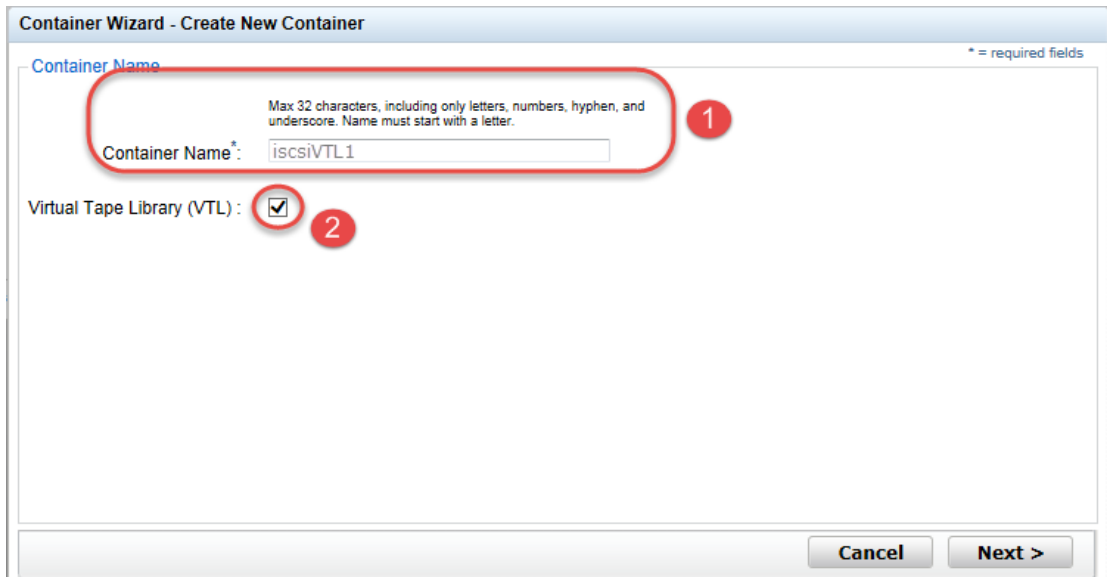 Container Wizard - Create New Container
* = required fields
Container Name
Max 32 characters, including only letters, numbers, hyphen, and
underscore. Name must start with a letter.
1
Container Name*: iscsiVTL1
Virtual Tape Library (VTL) :
2
Cancel Next >